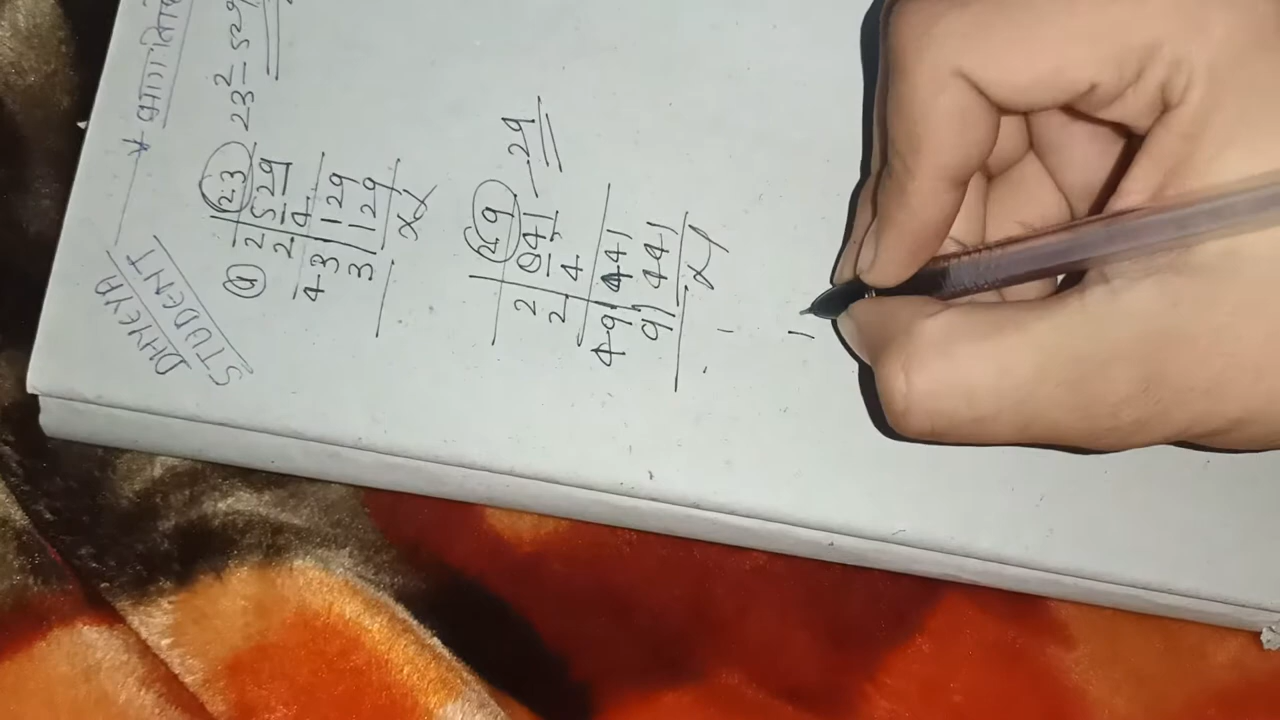 * भाग विधि
DHYEYA
STUDENT
(1) 23 23² = 529
2 529
2 4
43 129
3 129
××
29
2 841 — 29
2 4
49 441
9 441
××